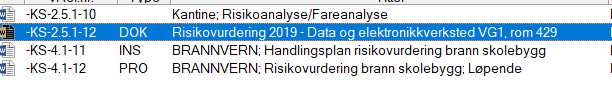 -KS-2.5.1-10 Kantine; Risikoanalyse/Fareanalyse
-KS-2.5.1-12 DOK Risikovurdering 2019 - Data og elektronikkverksted VG1, rom 429
-KS-4.1-11 INS BRANNVERN; Handlingsplan risikovurdering brann skolebygg
-KS-4.1-12 PRO BRANNVERN; Risikovurdering brann skolebygg; Løpende